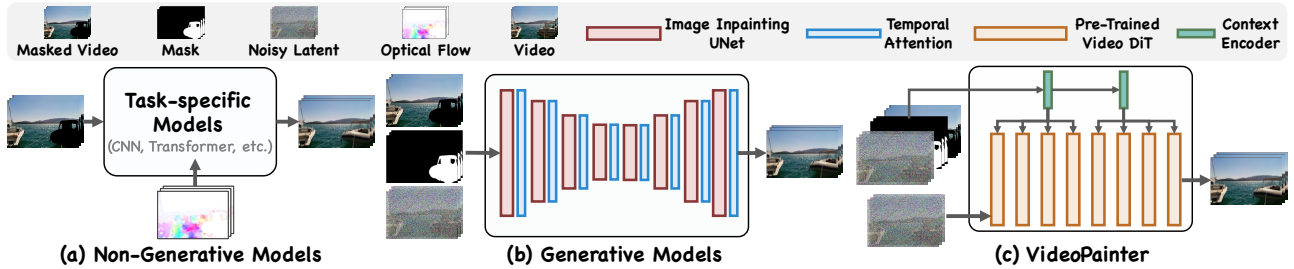 Masked Video
Mask
Noisy Latent
Optical Flow
Video
Image Inpainting
UNet
Temporal
Attention
Pre-Trained
Video DiT
Context
Encoder
Task-specific
Models
(CNN, Transformer, etc.)
(a) Non-Generative Models
(b) Generative Models
(c) VideoPainter